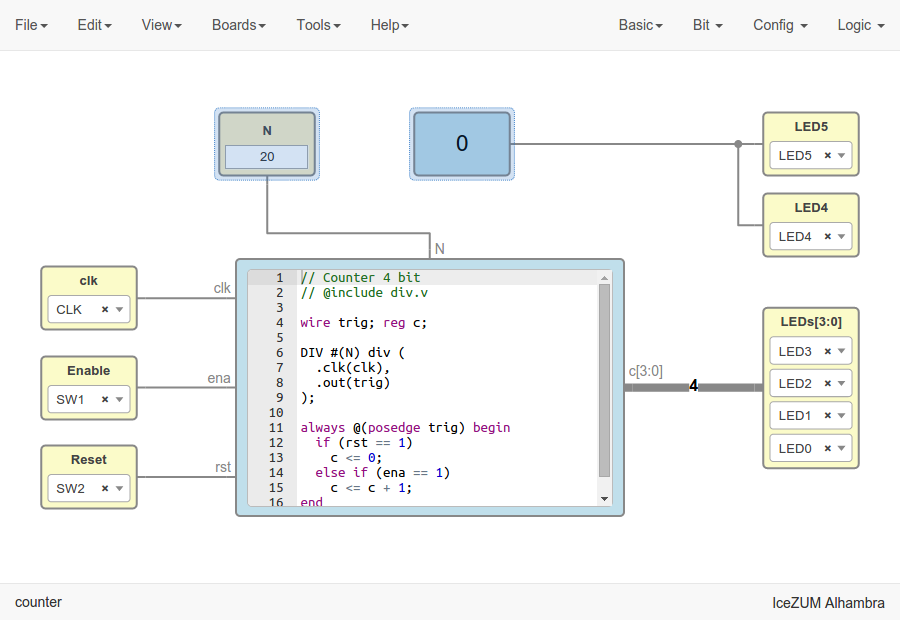 File Edit View Boards Tools Help Basic Bit Config Logic
N
20
0
LED5
LED5 ×
LED4
LED4 ×
N
clk
CLK ×
clk
Enable
SW1 ×
ena
Reset
SW2 ×
rst
1 // Counter 4 bit
2 // @include div.v
3
4 wire trig; reg c;
5
6 DIV #(N) div (
7 .clk(clk),
8 .out(trig)
9 );
10
11 always @(posedge trig) begin
12 if (rst == 1)
13 c <= 0;
14 else if (ena == 1)
15 c <= c + 1;
16 end
c[3:0]
4
LEDs[3:0]
LED3 ×
LED2 ×
LED1 ×
LED0 ×
counter
IceZUM Alhambra